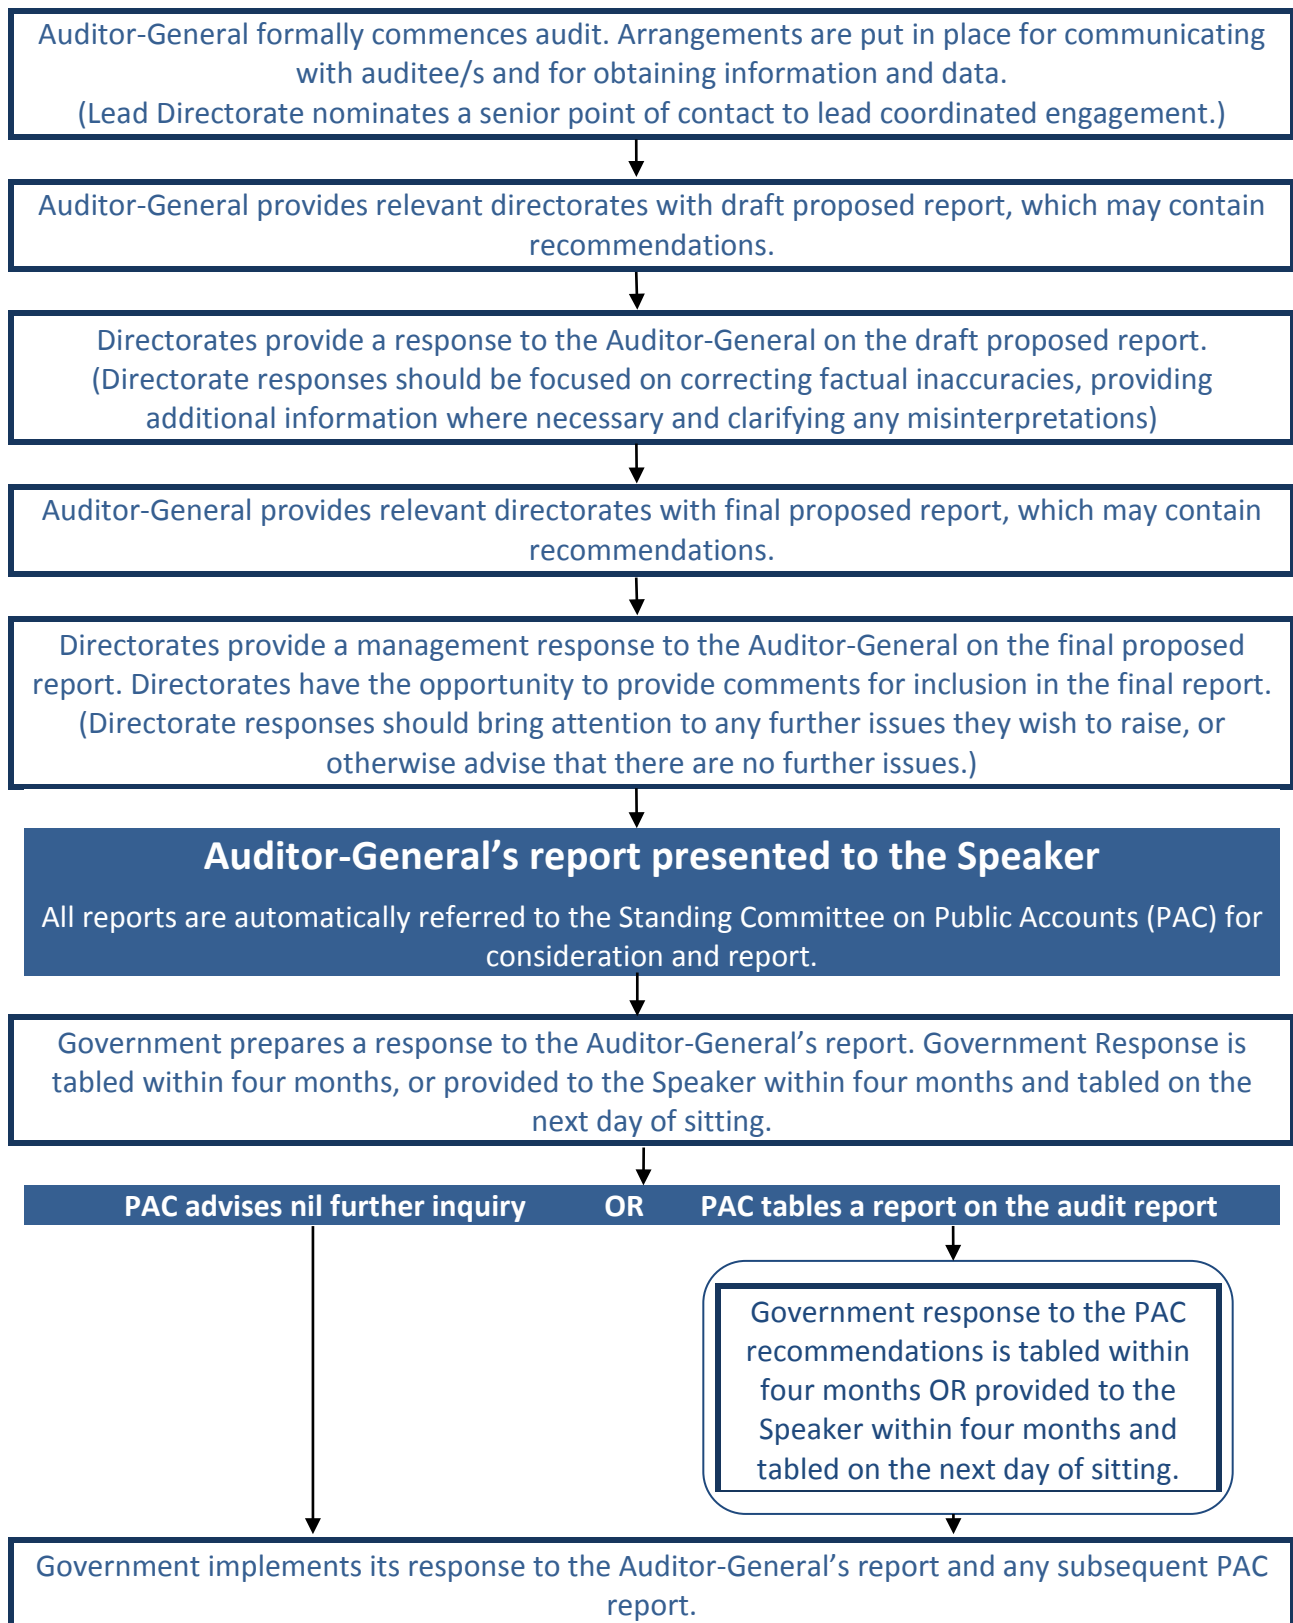 Auditor-General formally commences audit. Arrangements are put in place for communicating
with auditee/s and for obtaining information and data.
(Lead Directorate nominates a senior point of contact to lead coordinated engagement.)
Auditor-General provides relevant directorates with draft proposed report, which may contain
recommendations.
Directorates provide a response to the Auditor-General on the draft proposed report.
(Directorate responses should be focused on correcting factual inaccuracies, providing
additional information where necessary and clarifying any misinterpretations)
Auditor-General provides relevant directorates with final proposed report, which may contain
recommendations.
Directorates provide a management response to the Auditor-General on the final proposed
report. Directorates have the opportunity to provide comments for inclusion in the final report.
(Directorate responses should bring attention to any further issues they wish to raise, or
otherwise advise that there are no further issues.)
Auditor-General’s report presented to the Speaker
All reports are automatically referred to the Standing Committee on Public Accounts (PAC) for
consideration and report.
Government prepares a response to the Auditor-General’s report. Government Response is
tabled within four months, or provided to the Speaker within four months and tabled on the
next day of sitting.
PAC advises nil further inquiry OR PAC tables a report on the audit report
Government response to the PAC
recommendations is tabled within
four months OR provided to the
Speaker within four months and
tabled on the next day of sitting.
Government implements its response to the Auditor-General’s report and any subsequent PAC
report.